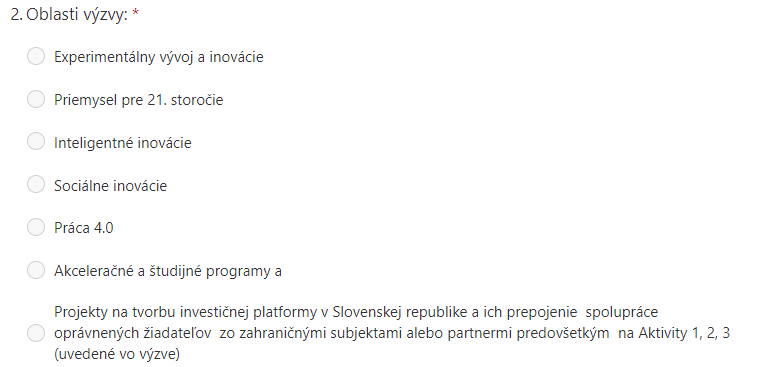 2. Oblasti výzvy: *
Experimentálny vývoj a inovácie
Priemysel pre 21. storočie
Inteligentné inovácie
Sociálne inovácie
Práca 4.0
Akceleračné a študijné programy a
Projekty na tvorbu investičnej platformy v Slovenskej republike a ich prepojenie  spolupráce
oprávnených žiadateľov  zo zahraničnými subjektami alebo partnermi predovšetkým  na Aktivity 1, 2, 3
(uvedené vo výzve)